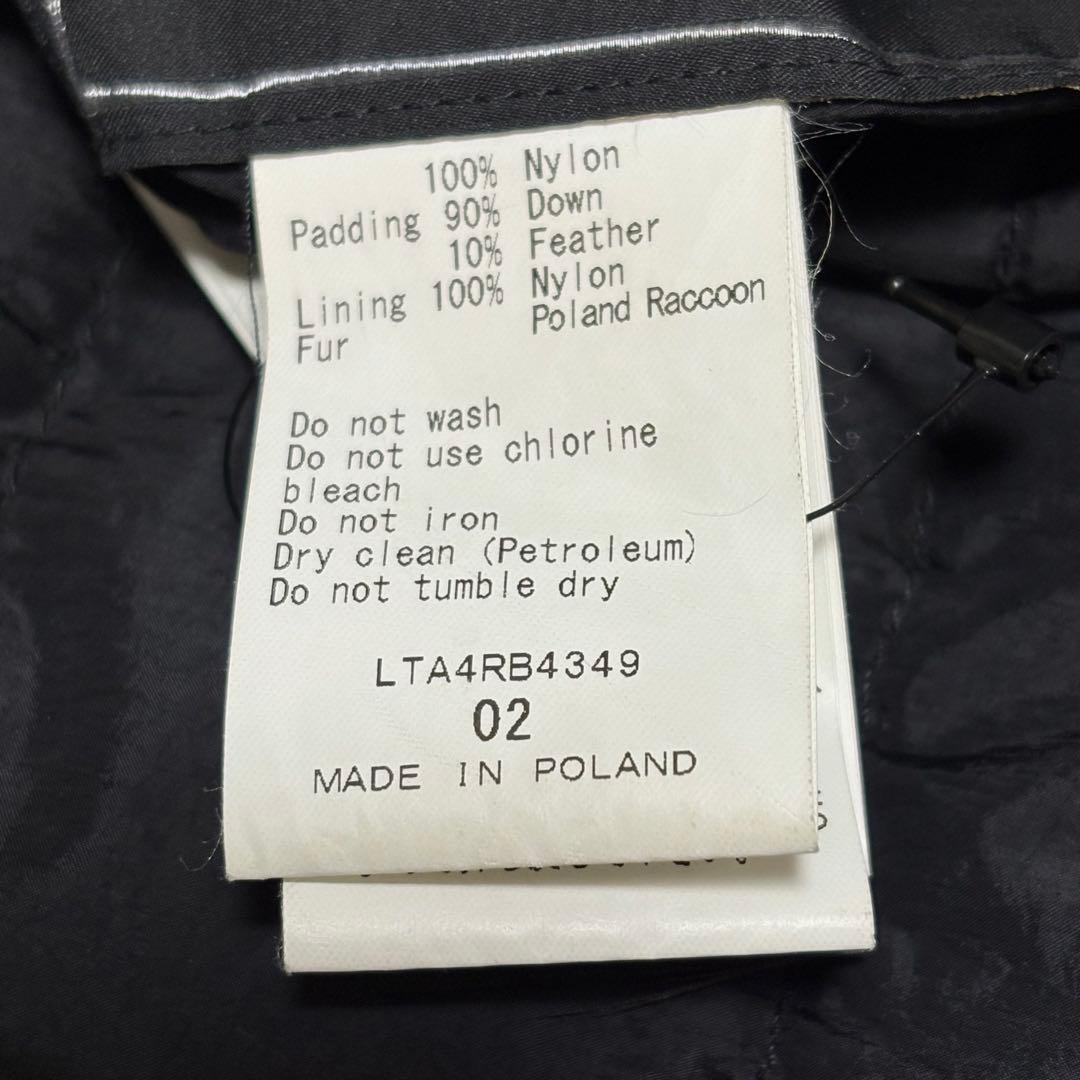 100% Nylon
Padding 90% Down
10% Feather
Lining 100% Nylon
Fur Poland Raccoon
Do not wash
Do not use chlorine
bleach
Do not iron
Dry clean (Petroleum)
Do not tumble dry
LTA4RB4349
02
MADE IN POLAND